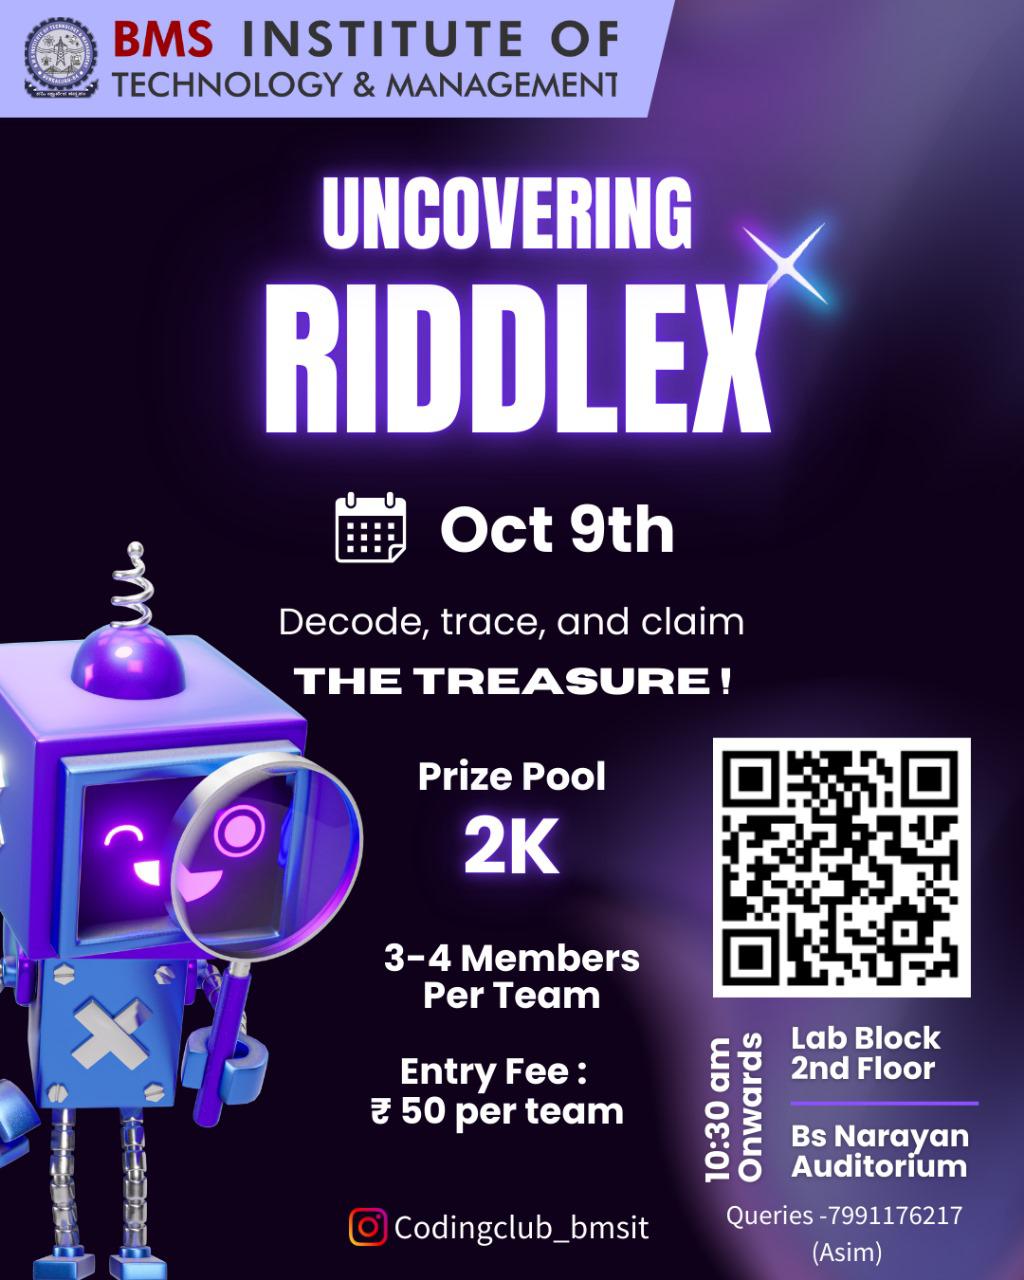 BMS INSTITUTE OF
TECHNOLOGY & MANAGEMENT
UNCOVERING
RIDDLEX
Oct 9th
Decode, trace, and claim
THE TREASURE !
Prize Pool
2K
3-4 Members
Per Team
Entry Fee :
₹ 50 per team
10:30 am
Onwards
Lab Block
2nd Floor
Bs Narayan
Auditorium
Codingclub_bmsit
Queries -7991176217
(Asim)